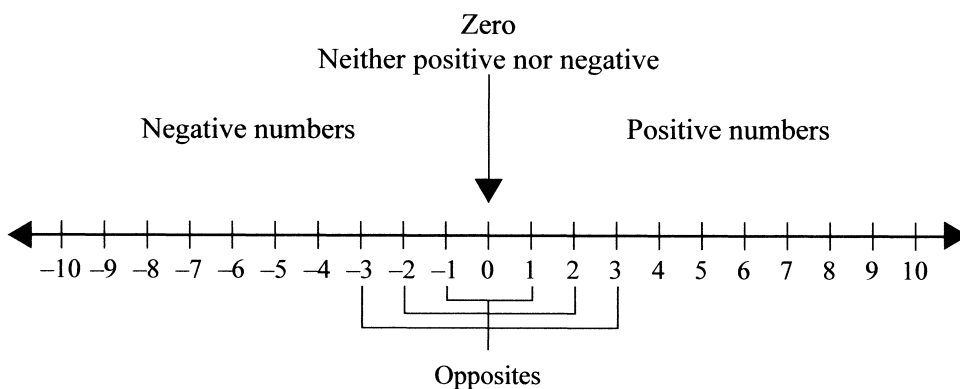 Zero
Neither positive nor negative
Negative numbers
Positive numbers
–10 –9 –8 –7 –6 –5 –4 –3 –2 –1 0 1 2 3 4 5 6 7 8 9 10
Opposites